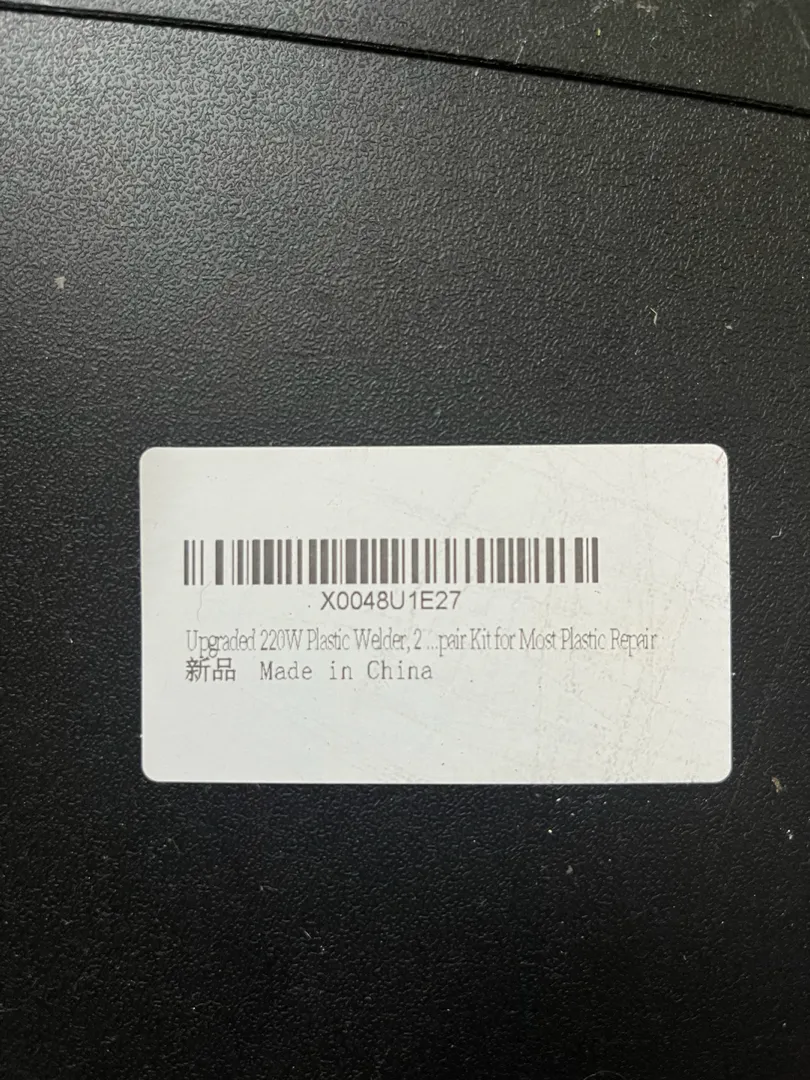 X0048U1E27
Upgraded 220W Plastic Welder, 2 ...pair Kit for Most Plastic Repair
新品 Made in China